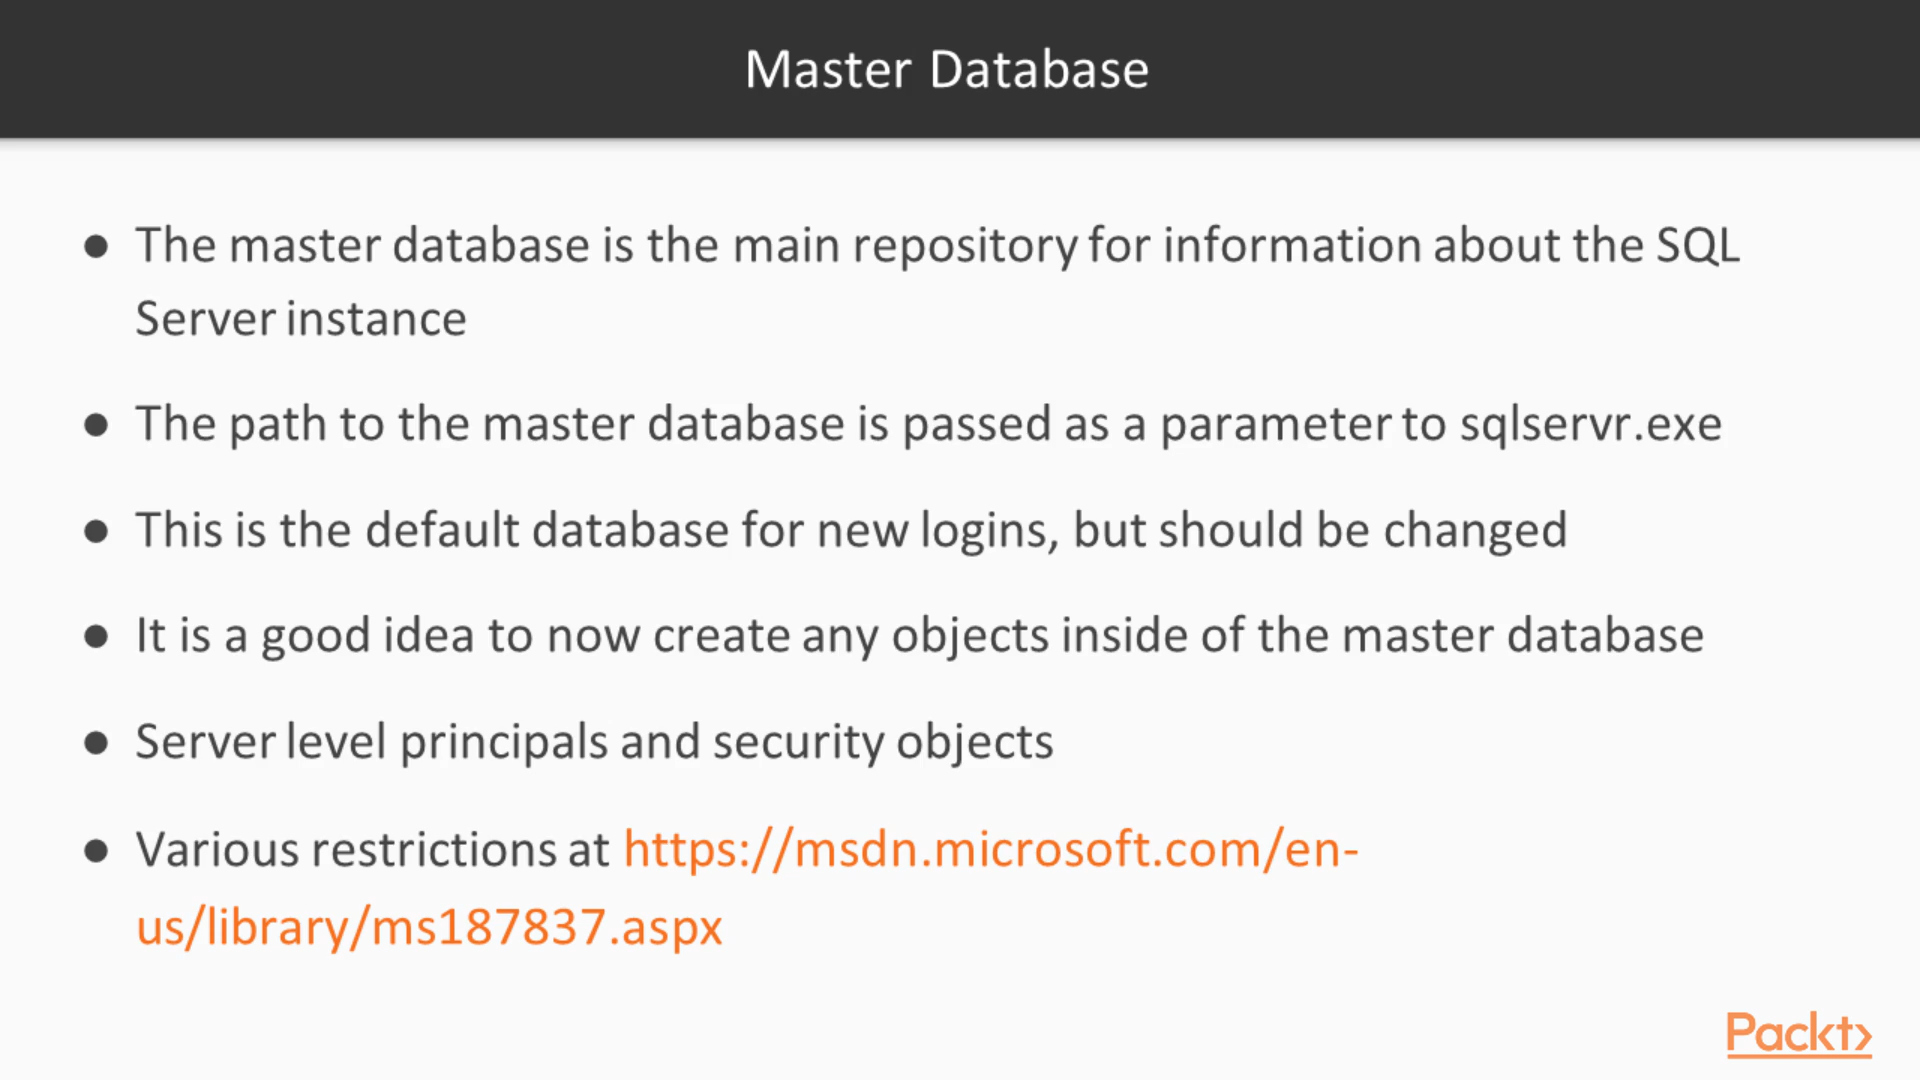 Master Database
● The master database is the main repository for information about the SQL
Server instance
● The path to the master database is passed as a parameter to sqlservr.exe
● This is the default database for new logins, but should be changed
● It is a good idea to now create any objects inside of the master database
● Server level principals and security objects
● Various restrictions at https://msdn.microsoft.com/en-
us/library/ms187837.aspx
Packt>